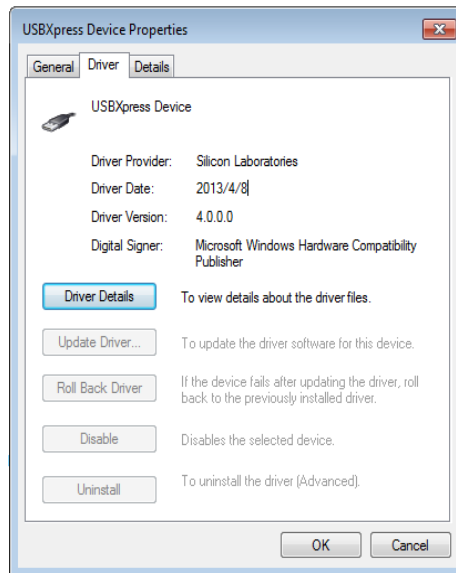 USBXpress Device Properties
General Driver Details
USBXpress Device
Driver Provider: Silicon Laboratories
Driver Date: 2013/4/8
Driver Version: 4.0.0.0
Digital Signer: Microsoft Windows Hardware Compatibility
Publisher
Driver Details To view details about the driver files.
Update Driver... To update the driver software for this device.
Roll Back Driver If the device fails after updating the driver, roll
back to the previously installed driver.
Disable Disables the selected device.
Uninstall To uninstall the driver (Advanced).
OK Cancel